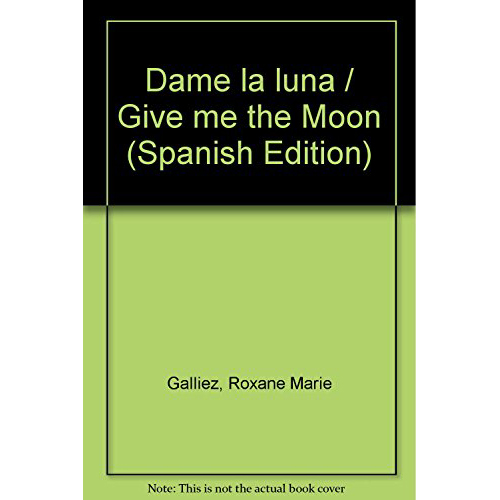 Dame la luna /
Give me the Moon
(Spanish Edition)
Galliez, Roxane Marie
Note: This is not the actual book cover